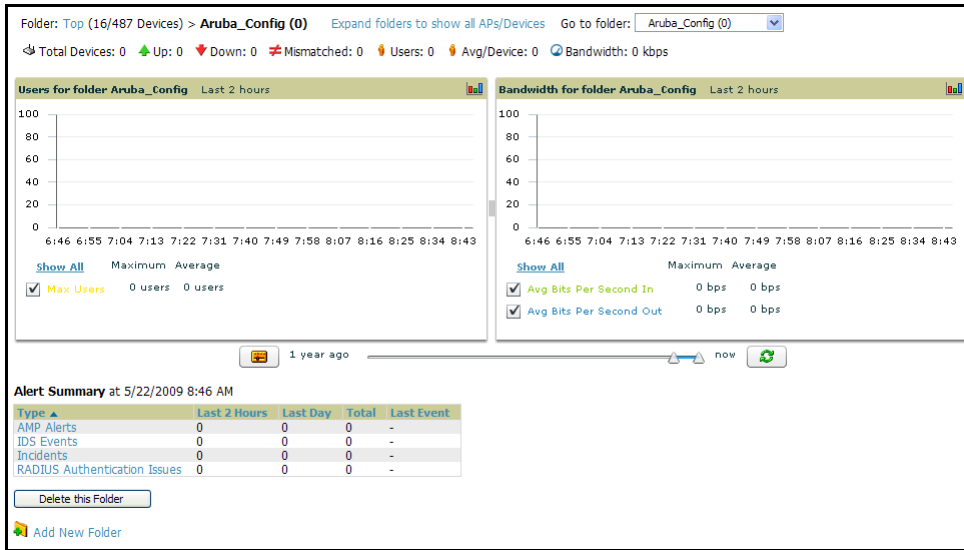 Folder: Top (16/487 Devices) > Aruba_Config (0) Expand folders to show all APs/Devices Go to folder: Aruba_Config (0)
Total Devices: 0 Up: 0 Down: 0 Mismatched: 0 Users: 0 Avg/Device: 0 Bandwidth: 0 kbps
Users for folder Aruba_Config Last 2 hours
100
80
60
40
20
0
6:46 6:55 7:04 7:13 7:22 7:31 7:40 7:49 7:58 8:07 8:16 8:25 8:34 8:43
Show All Maximum Average
Max Users 0 users 0 users
Bandwidth for folder Aruba_Config Last 2 hours
100
80
60
40
20
0
6:46 6:55 7:04 7:13 7:22 7:31 7:40 7:49 7:58 8:07 8:16 8:25 8:34 8:43
Show All Maximum Average
Avg Bits Per Second In 0 bps 0 bps
Avg Bits Per Second Out 0 bps 0 bps
1 year ago now
Alert Summary at 5/22/2009 8:46 AM
Type Last 2 Hours Last Day Total Last Event
AMP Alerts 0 0 0 -
IDS Events 0 0 0 -
Incidents 0 0 0 -
RADIUS Authentication Issues 0 0 0 -
Delete this Folder
Add New Folder